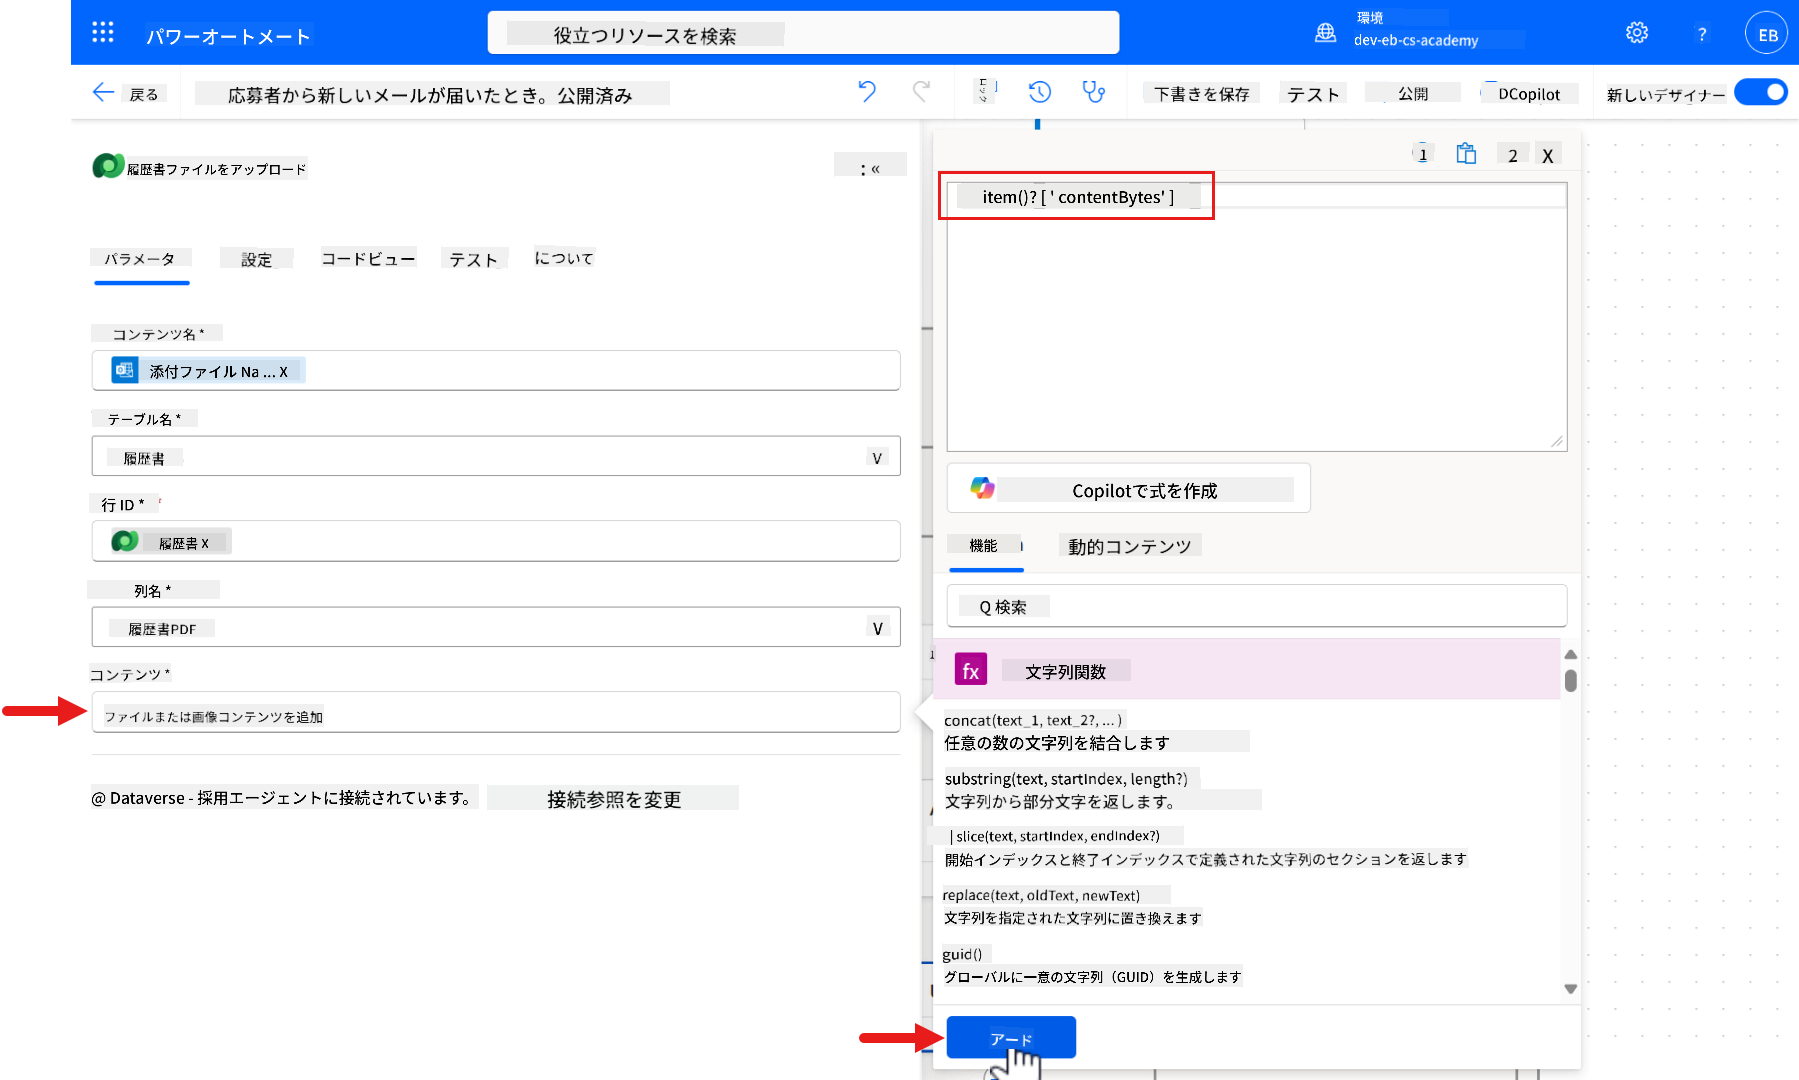 パワーオートメート
役立つリソースを検索
環境
dev-eb-cs-academy
?
EB
戻る
応募者から新しいメールが届いたとき。公開済み
下書きを保存
テスト
公開
DCopilot
新しいデザイナー
履歴書ファイルをアップロード
: «
パラメータ
設定
コードビュー
テスト
について
コンテンツ名 *
添付ファイル Na ... X
テーブル名 *
履歴書
V
行 ID *
履歴書 X
列名 *
履歴書PDF
V
コンテンツ *
ファイルまたは画像コンテンツを追加
@ Dataverse - 採用エージェントに接続されています。
接続参照を変更
1
2
X
item()? [ ' contentBytes' ]
Copilotで式を作成
機能
動的コンテンツ
Q 検索
fx
文字列関数
concat(text_1, text_2?, ... )
任意の数の文字列を結合します
substring(text, startIndex, length?)
文字列から部分文字を返します。
| slice(text, startIndex, endIndex?)
開始インデックスと終了インデックスで定義された文字列のセクションを返します
replace(text, oldText, newText)
文字列を指定された文字列に置き換えます
guid()
グローバルに一意の文字列（GUID）を生成します
アード